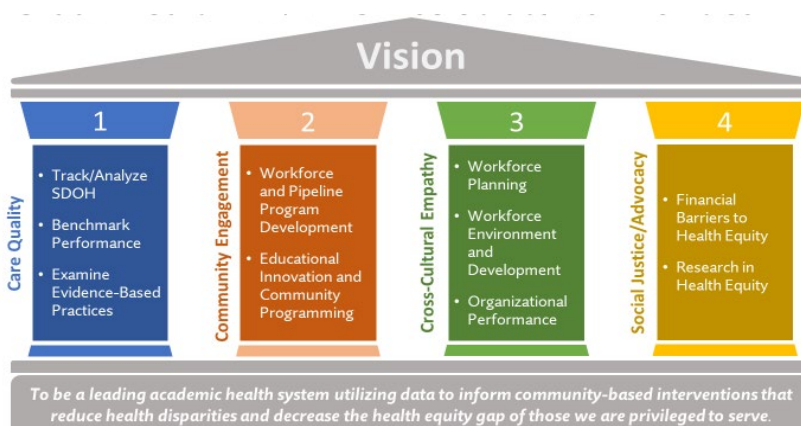 Vision
1
Care Quality
• Track/Analyze
SDOH
• Benchmark
Performance
• Examine
Evidence-Based
Practices
2
Community Engagement
• Workforce
and Pipeline
Program
Development
• Educational
Innovation and
Community
Programming
3
Cross-Cultural Empathy
• Workforce
Planning
• Workforce
Environment
and
Development
• Organizational
Performance
4
Social Justice/Advocacy
• Financial
Barriers to
Health Equity
• Research in
Health Equity
To be a leading academic health system utilizing data to inform community-based interventions that
reduce health disparities and decrease the health equity gap of those we are privileged to serve.